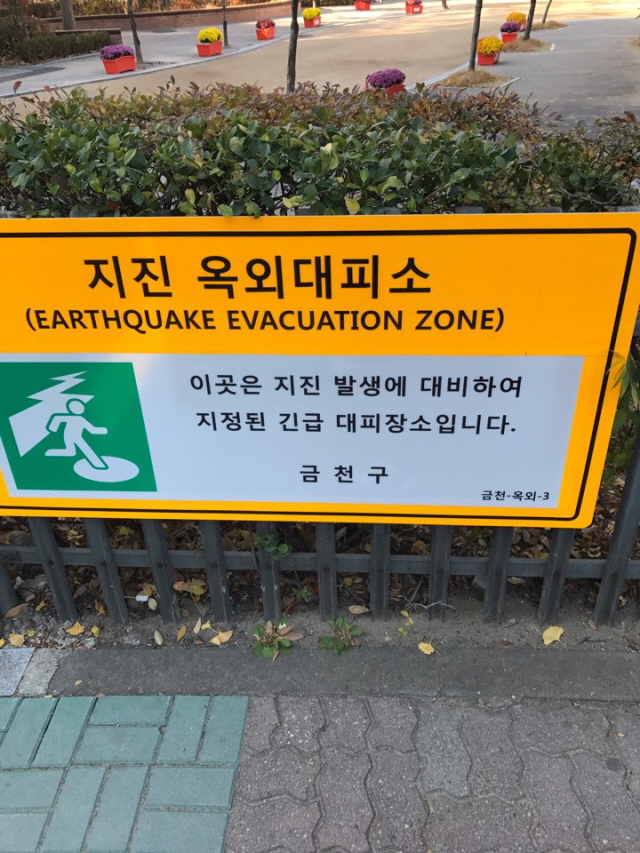 지진 옥외대피소
(EARTHQUAKE EVACUATION ZONE)
이곳은 지진 발생에 대비하여
지정된 긴급 대피장소입니다.
금 천 구
금천-옥외-3